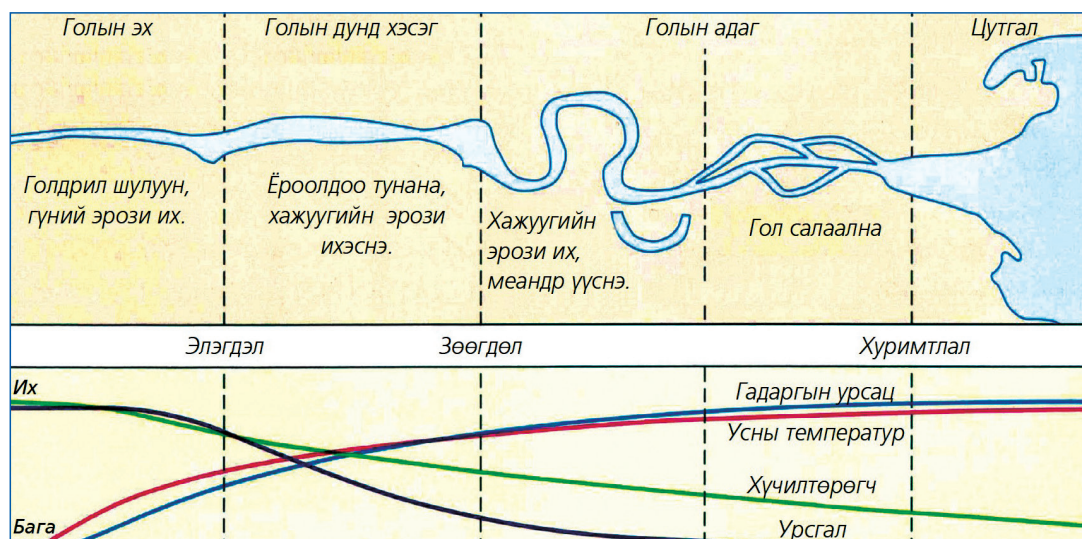 Голын эх
Голын дунд хэсэг
Голын адаг
Цутгал
Голдрил шулуун,
гүний эрози их.
Ёроолдоо тунана,
хажуугийн эрози
ихэснэ.
Хажуугийн
эрози их,
меандр үүснэ.
Гол салаална
Элэгдэл
Зөөгдөл
Хуримтлал
Их
Гадаргын урсац
Усны температур
Хүчилтөрөгч
Бага
Урсгал